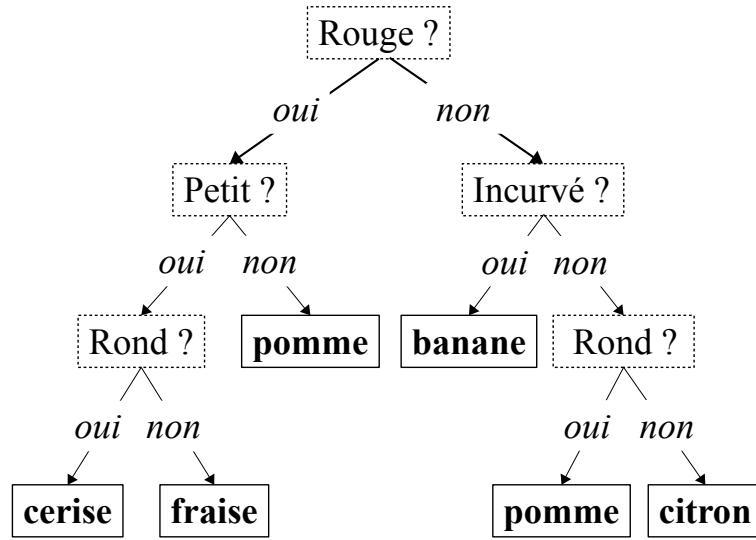 Rouge ?
oui non
Petit ? Incurvé ?
oui non oui non
Rond ? pomme banane Rond ?
oui non oui non
cerise fraise pomme citron